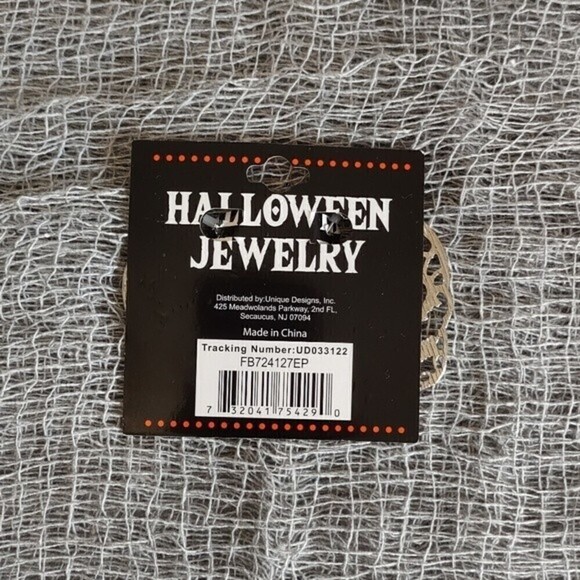 HALLOWEEN
JEWELRY
Distributed by:Unique Designs, Inc.
425 Meadwolands Parkway, 2nd FL,
Secaucus, NJ 07094
Made in China
Tracking Number:UD033122
FB724127EP
7 32041 75429 0